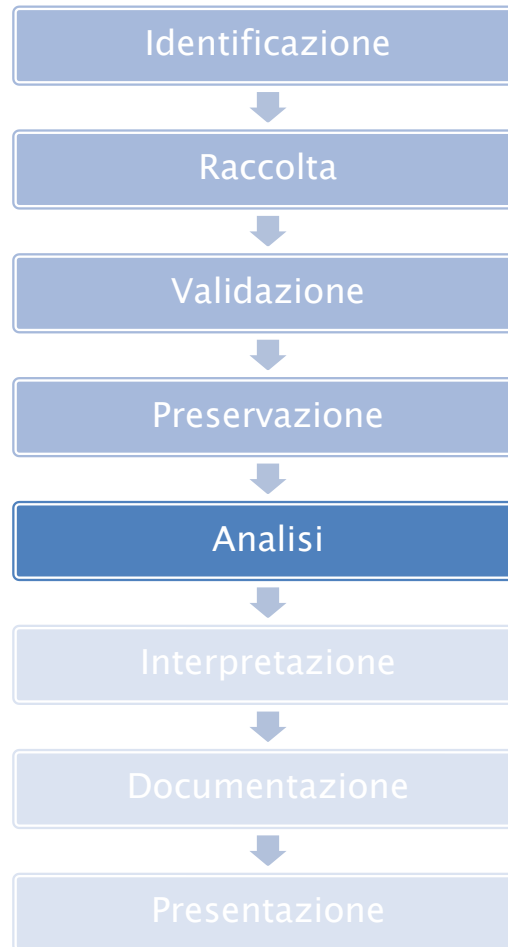 Identificazione
Raccolta
Validazione
Preservazione
Analisi
Interpretazione
Documentazione
Presentazione